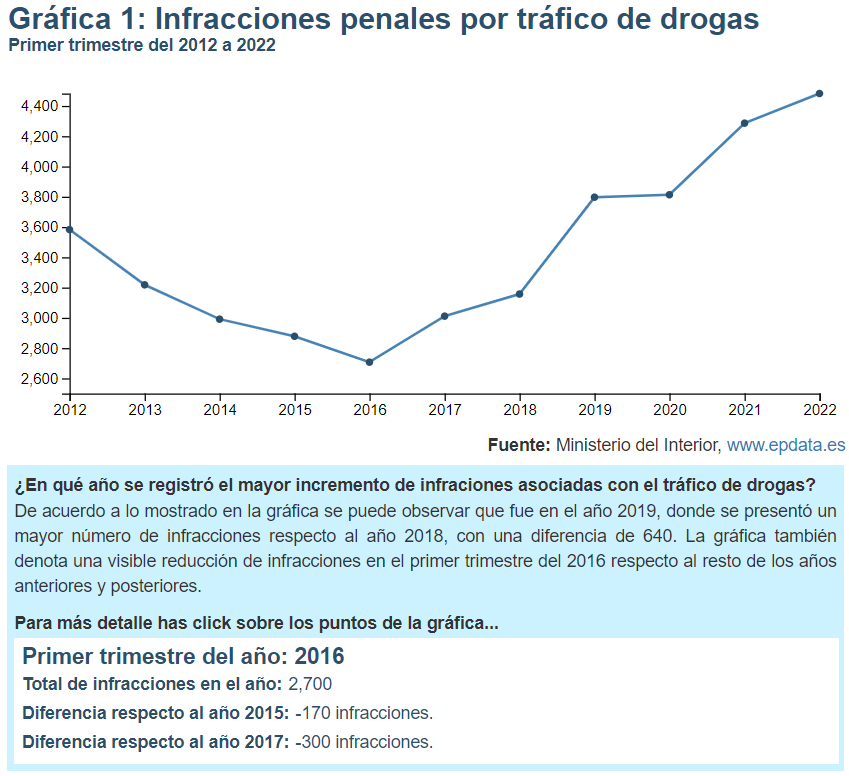 Gráfica 1: Infracciones penales por tráfico de drogas
Primer trimestre del 2012 a 2022
4,400
4,200
4,000
3,800
3,600
3,400
3,200
3,000
2,800
2,600
2012 2013 2014 2015 2016 2017 2018 2019 2020 2021 2022
Fuente: Ministerio del Interior, www.epdata.es
¿En qué año se registró el mayor incremento de infraciones asociadas con el tráfico de drogas?
De acuerdo a lo mostrado en la gráfica se puede observar que fue en el año 2019, donde se presentó un
mayor número de infracciones respecto al año 2018, con una diferencia de 640. La gráfica también
denota una visible reducción de infracciones en el primer trimestre del 2016 respecto al resto de los años
anteriores y posteriores.
Para más detalle has click sobre los puntos de la gráfica...
Primer trimestre del año: 2016
Total de infracciones en el año: 2,700
Diferencia respecto al año 2015: -170 infracciones.
Diferencia respecto al año 2017: -300 infracciones.